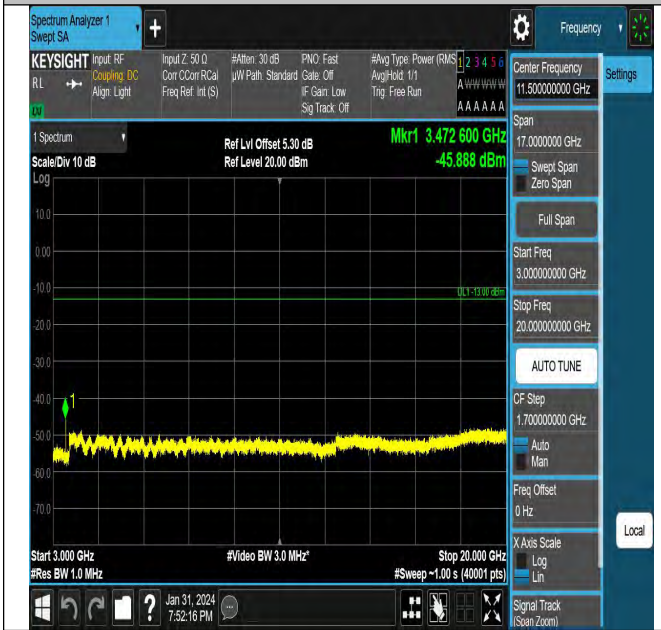 Spectrum Analyzer 1
Swept SA
+
Frequency
KEYSIGHT
Input: RF
Coupling: DC
Align: Light
Input Z: 50 Ω
Corr CCorr RCal
Freq Ref: Int (S)
#Atten: 30 dB
µW Path: Standard
PNO: Fast
Gate: Off
IF Gain: Low
Sig Track: Off
#Avg Type: Power (RMS
Avg|Hold: 1/1
Trig: Free Run
1 2 3 4 5 6
A W W W W W
A A A A A A
RL
1 Spectrum
Scale/Div 10 dB
Log
Ref Lvl Offset 5.30 dB
Ref Level 20.00 dBm
Mkr1 3.472 600 GHz
-45.888 dBm
10.0
0.00
-10.0
DL1 -13.00 dBm
-20.0
-30.0
-40.0
1
-50.0
-60.0
-70.0
Start 3.000 GHz
#Res BW 1.0 MHz
#Video BW 3.0 MHz*
Stop 20.000 GHz
#Sweep ~1.00 s (40001 pts)
Jan 31, 2024
7:52:16 PM
?
Center Frequency
11.500000000 GHz
Settings
Span
17.0000000 GHz
Swept Span
Zero Span
Full Span
Start Freq
3.000000000 GHz
Stop Freq
20.000000000 GHz
AUTO TUNE
CF Step
1.700000000 GHz
Auto
Man
Freq Offset
0 Hz
X Axis Scale
Log
Lin
Local
Signal Track
(Span Zoom)